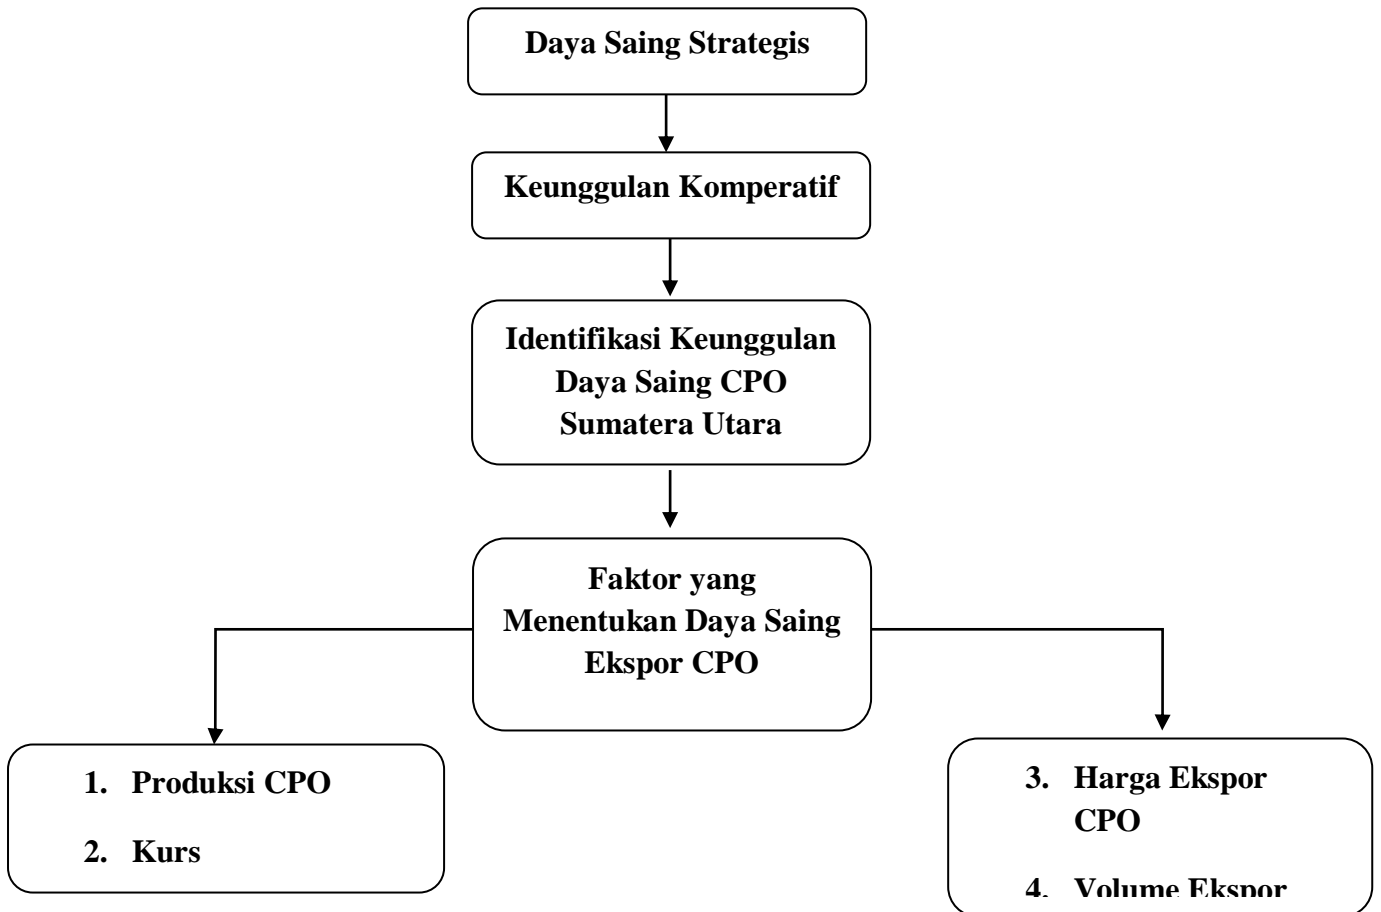 Daya Saing Strategis
Keunggulan Komperatif
Identifikasi Keunggulan
Daya Saing CPO
Sumatera Utara
Faktor yang
Menentukan Daya Saing
Ekspor CPO
1. Produksi CPO
2. Kurs
3. Harga Ekspor
CPO
4. Volume Ekspor